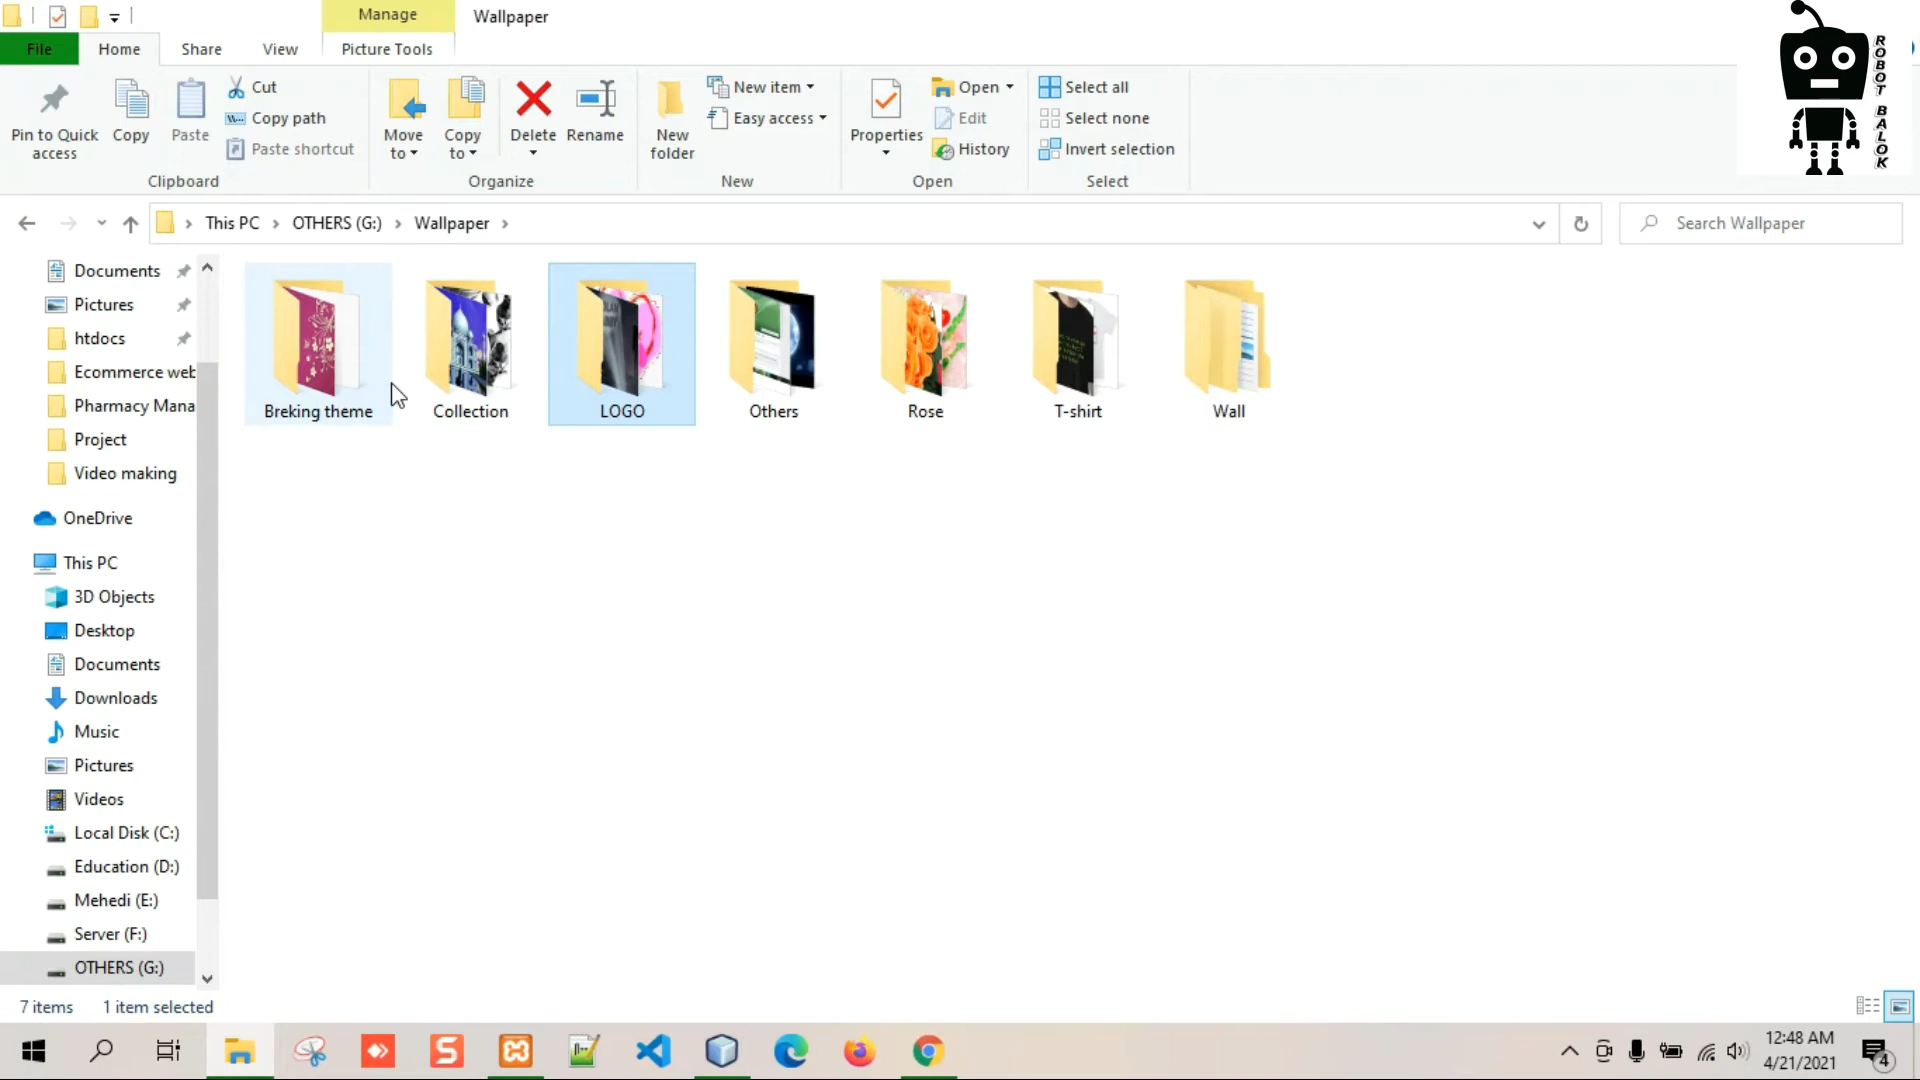 Manage
Wallpaper
File
Home
Share
View
Picture Tools
Pin to Quick access
Copy
Paste
Cut
Copy path
Paste shortcut
Clipboard
Move to
Copy to
Delete
Rename
Organize
New folder
New item
Easy access
New
Properties
Open
Edit
History
Open
Select all
Select none
Invert selection
Select
ROBOT BALOK
This PC
OTHERS (G:)
Wallpaper
Search Wallpaper
Documents
Pictures
htdocs
Ecommerce web
Pharmacy Mana
Project
Video making
OneDrive
This PC
3D Objects
Desktop
Documents
Downloads
Music
Pictures
Videos
Local Disk (C:)
Education (D:)
Mehedi (E:)
Server (F:)
OTHERS (G:)
Breking theme
Collection
LOGO
Others
Rose
T-shirt
Wall
7 items
1 item selected
12:48 AM
4/21/2021
4